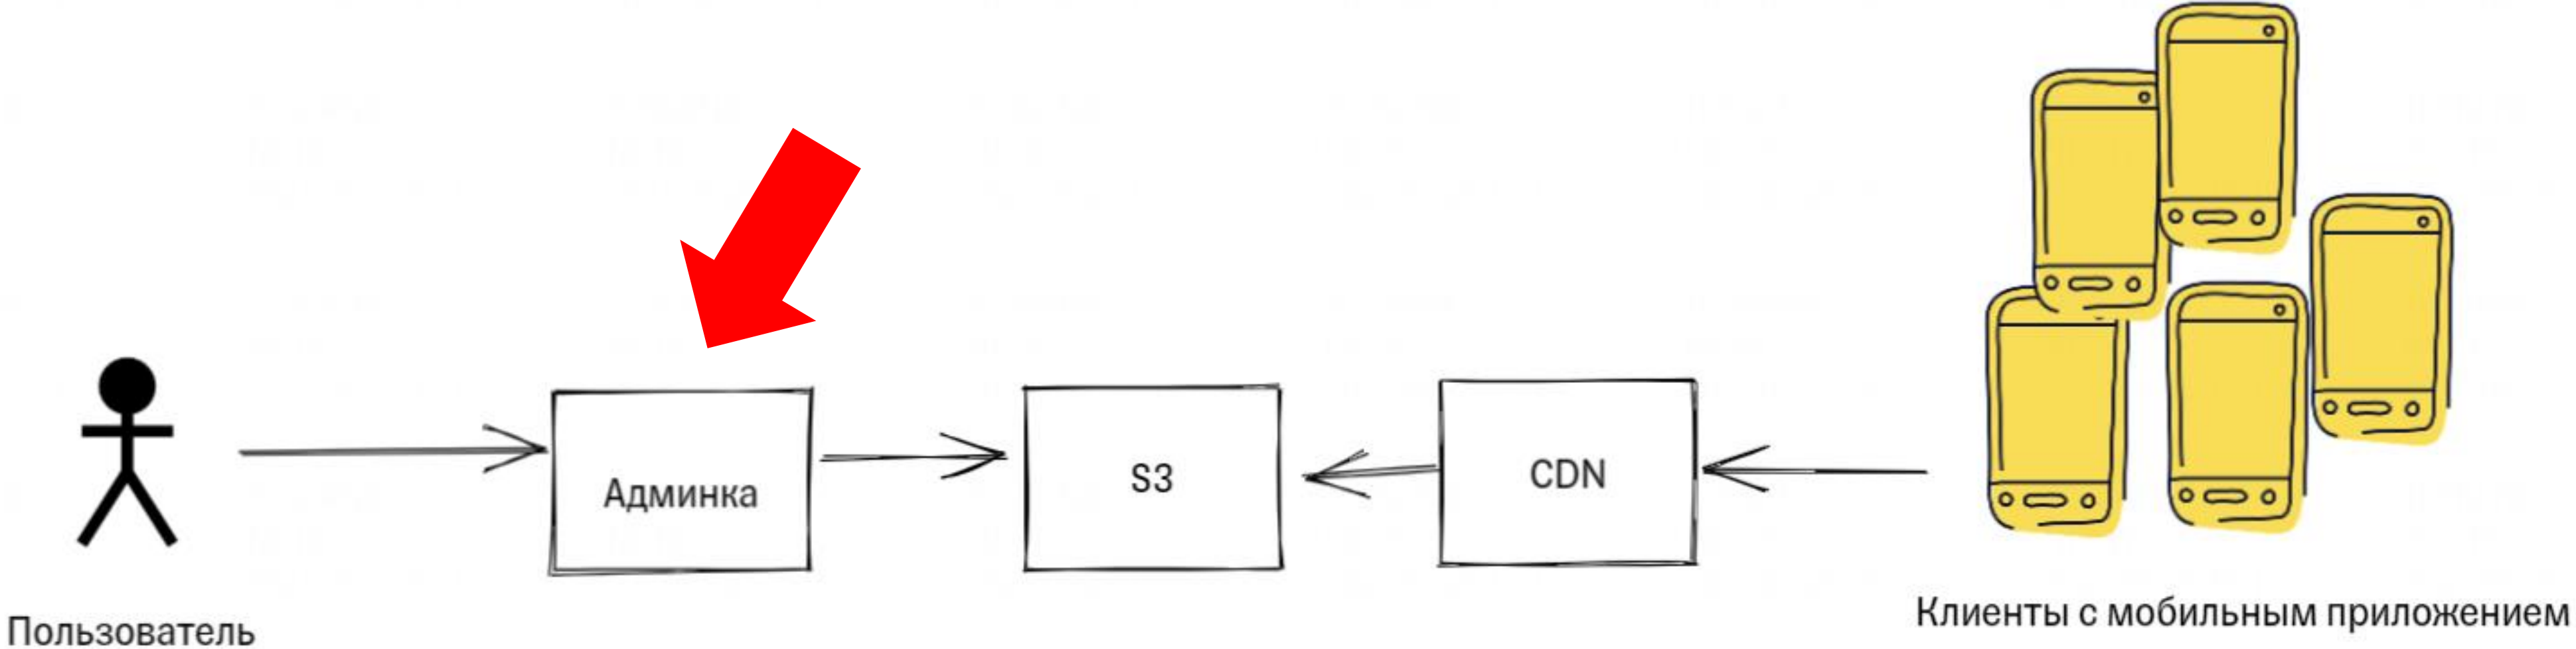 Админка
S3
CDN
Пользователь
Клиенты с мобильным приложением